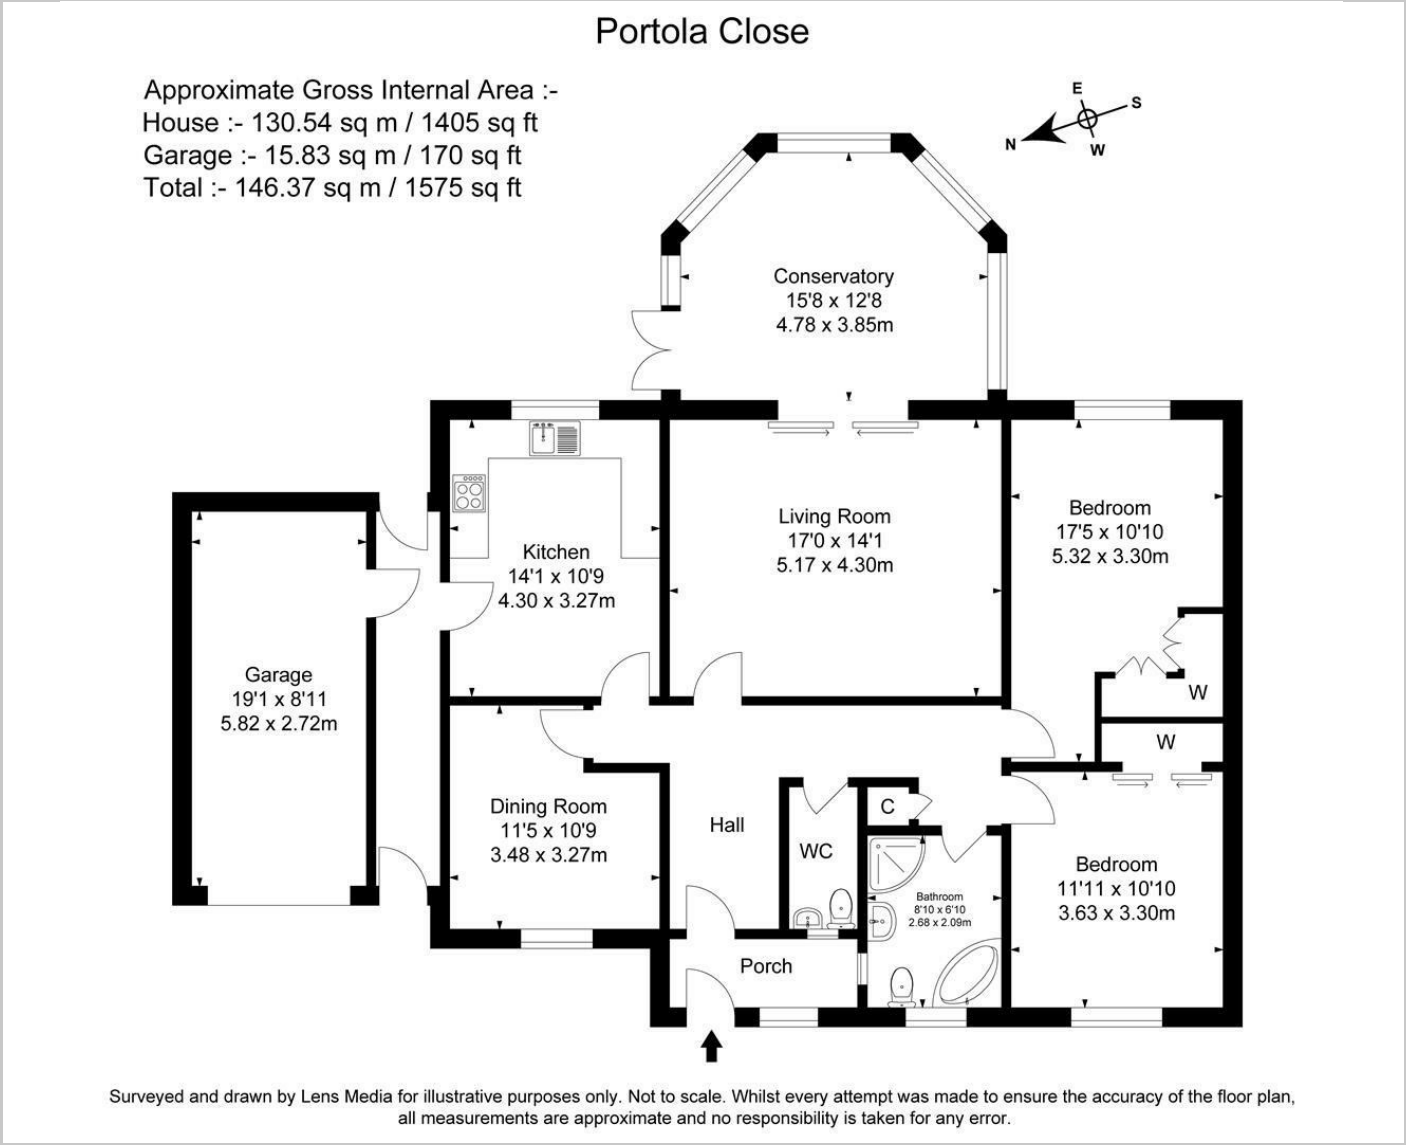 Portola Close
Approximate Gross Internal Area :-
House :- 130.54 sq m / 1405 sq ft
Garage :- 15.83 sq m / 170 sq ft
Total :- 146.37 sq m / 1575 sq ft
E
S
N
W
Conservatory
15'8 x 12'8
4.78 x 3.85m
Kitchen
14'1 x 10'9
4.30 x 3.27m
Living Room
17'0 x 14'1
5.17 x 4.30m
Bedroom
17'5 x 10'10
5.32 x 3.30m
Garage
19'1 x 8'11
5.82 x 2.72m
W
W
Dining Room
11'5 x 10'9
3.48 x 3.27m
Hall
WC
C
Bathroom
8'10 x 6'10
2.68 x 2.09m
Bedroom
11'11 x 10'10
3.63 x 3.30m
Porch
Surveyed and drawn by Lens Media for illustrative purposes only. Not to scale. Whilst every attempt was made to ensure the accuracy of the floor plan,
all measurements are approximate and no responsibility is taken for any error.